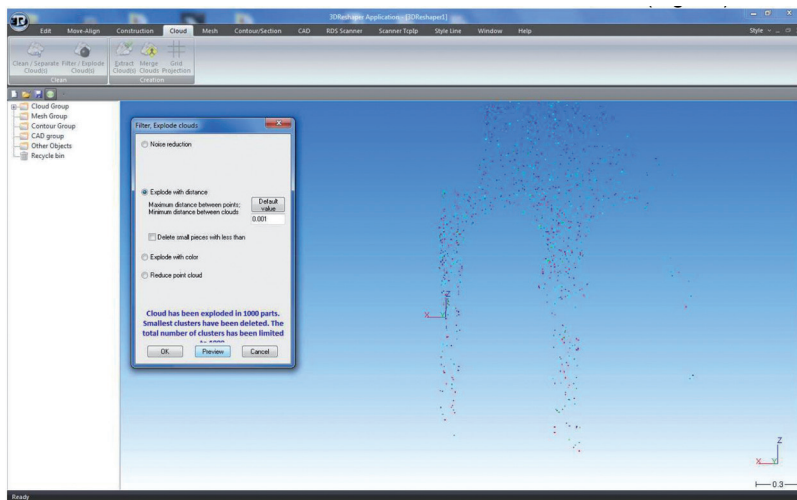 3DReshaper Application - [3DReshaper1]
Edit Move-Align Construction Cloud Mesh Contour/Section CAD RDS Scanner Scanner Tcplp Style Line Window Help Style
Clean / Separate Cloud(s)
Filter / Explode Cloud(s)
Extract Cloud(s)
Merge Clouds
Grid Projection
Clean
Creation
Cloud Group
Mesh Group
Contour Group
CAD group
Other Objects
Recycle bin
Filter, Explode clouds
Noise reduction
Explode with distance
Maximum distance between points;
Minimum distance between clouds
Default value
0.001
Delete small pieces with less than
Explode with color
Reduce point cloud
Cloud has been exploded in 1000 parts.
Smallest clusters have been deleted. The
total number of clusters has been limited
OK Preview Cancel
X
Z
X Y
0.3
Ready